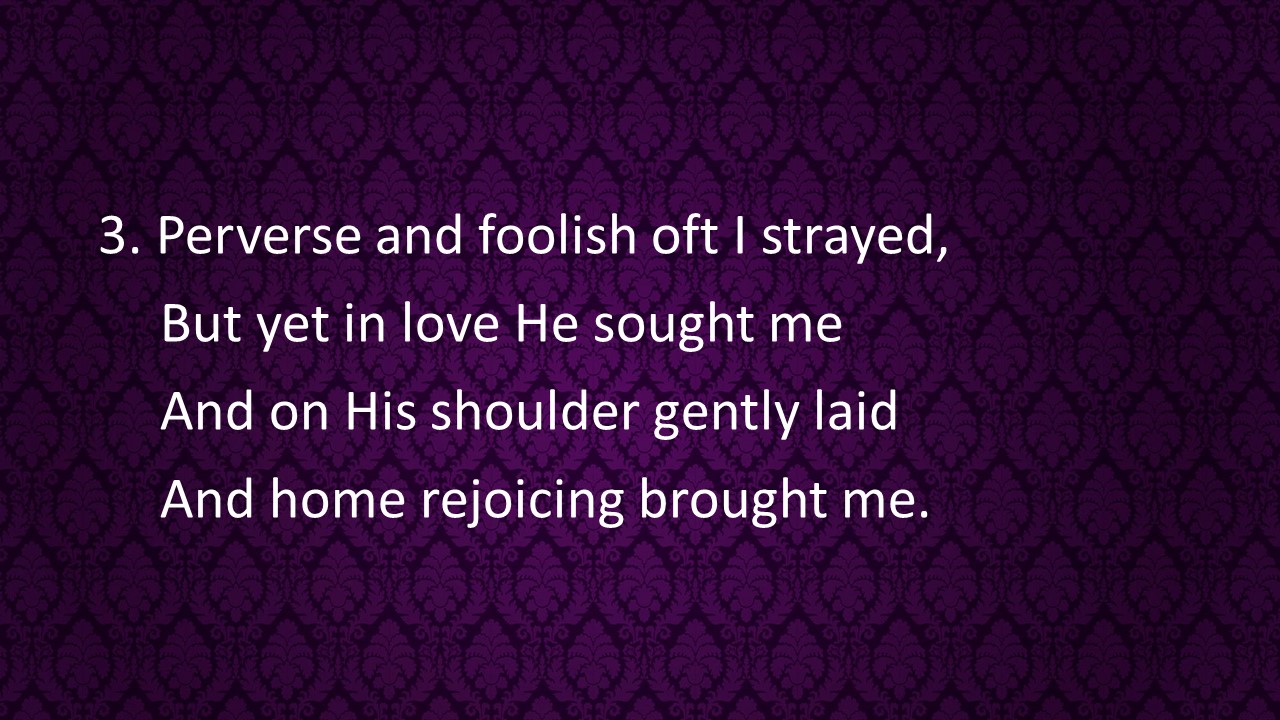 3. Perverse and foolish oft I strayed,
But yet in love He sought me
And on His shoulder gently laid
And home rejoicing brought me.